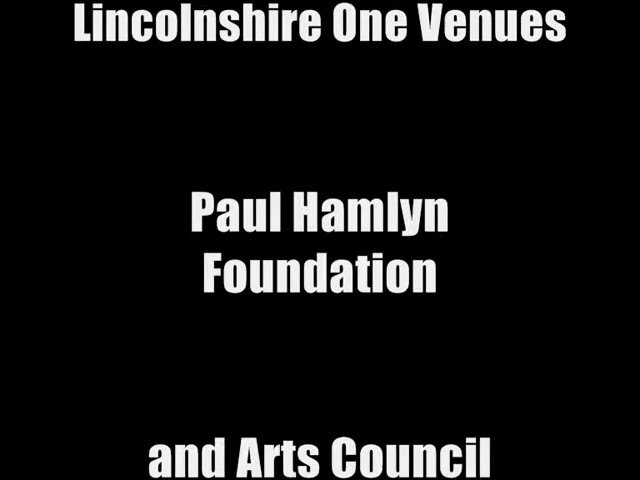 Lincolnshire One Venues
Paul Hamlyn
Foundation
and Arts Council